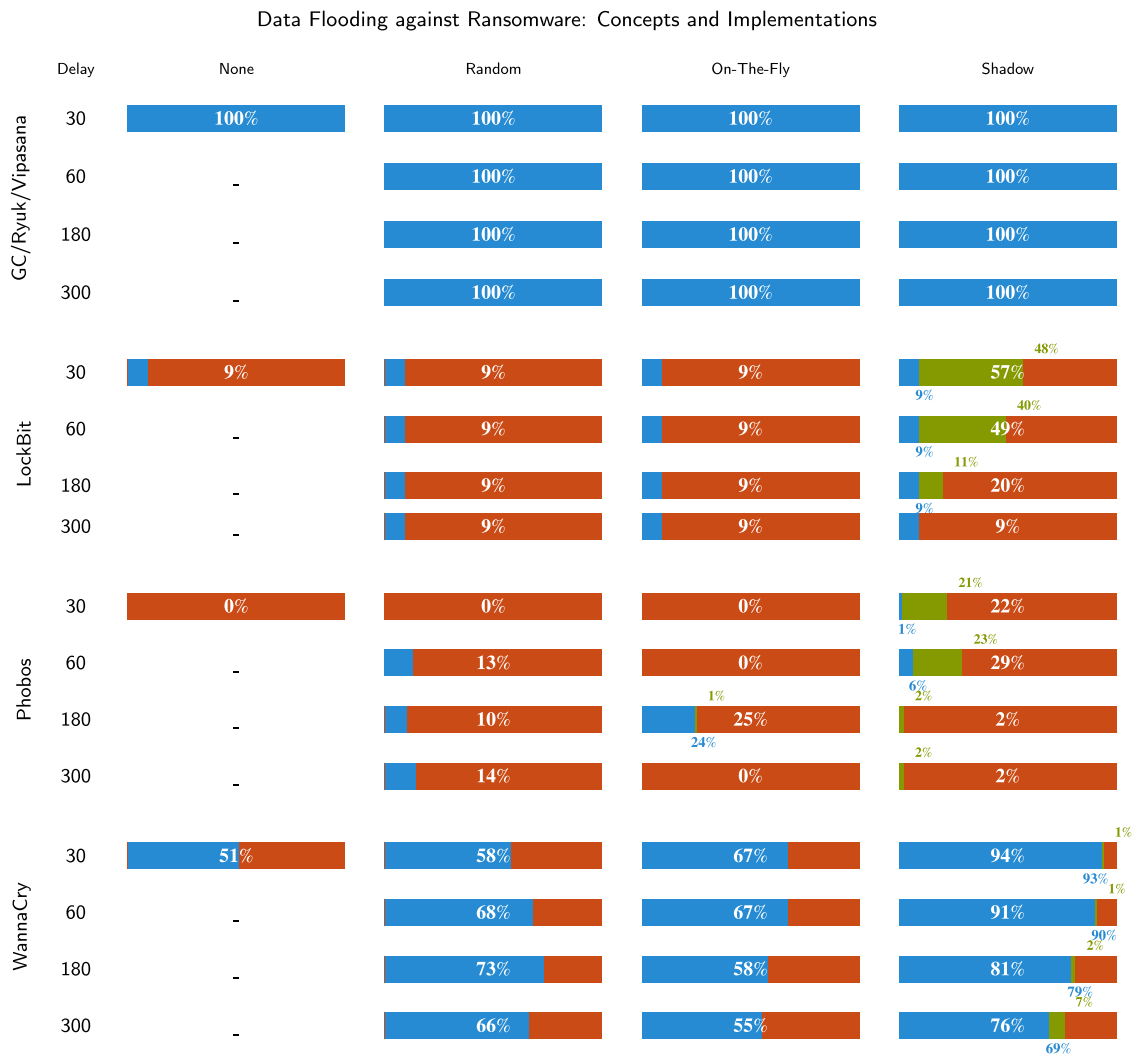 Data Flooding against Ransomware: Concepts and Implementations
Delay None Random On-The-Fly Shadow
GC/Ryuk/Vipasana
30 100% 100% 100% 100%
60 - 100% 100% 100%
180 - 100% 100% 100%
300 - 100% 100% 100%
LockBit
48%
30 9% 9% 9% 57%
9%
40%
60 - 9% 9% 49%
9%
11%
180 - 9% 9% 20%
9%
300 - 9% 9% 9%
Phobos
21%
30 0% 0% 0% 22%
1%
23%
60 - 13% 0% 29%
6%
1% 2%
180 - 10% 25% 2%
24%
2%
300 - 14% 0% 2%
WannaCry
1%
30 51% 58% 67% 94%
93%
1%
60 - 68% 67% 91%
90%
2%
180 - 73% 58% 81%
79%
7%
300 - 66% 55% 76%
69%